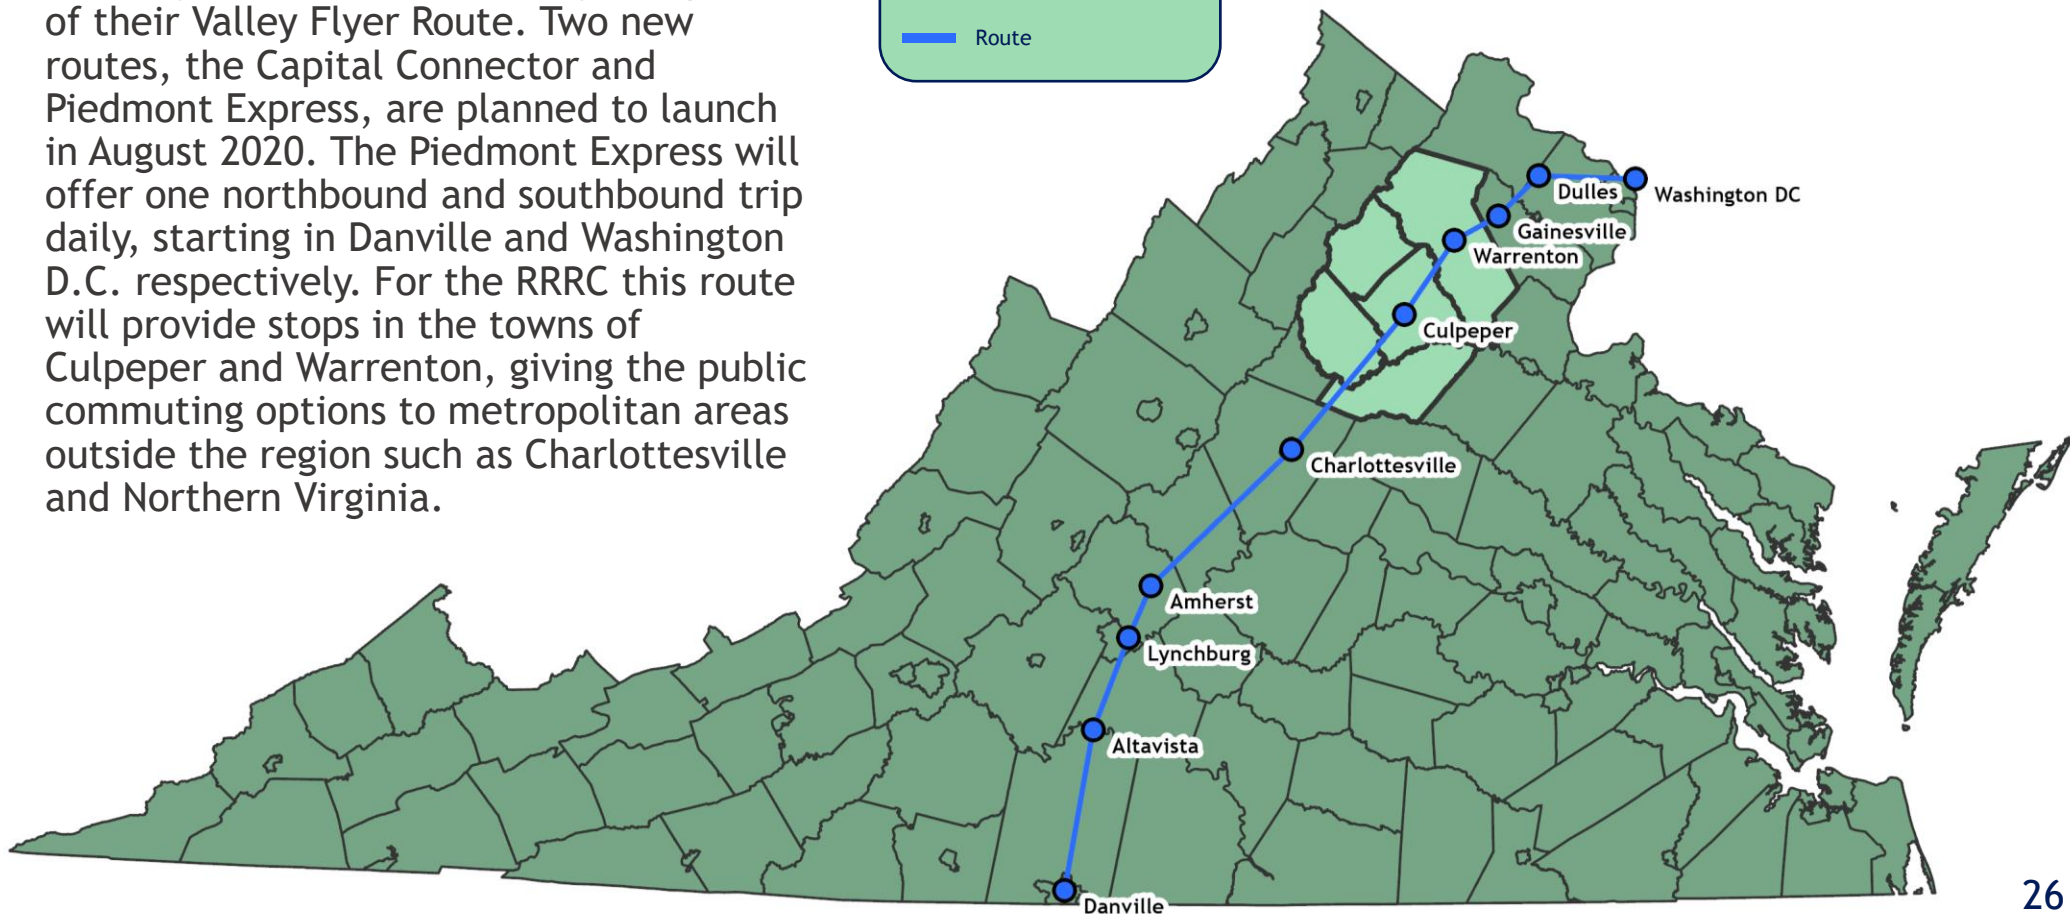 of their Valley Flyer Route. Two new
routes, the Capital Connector and
Piedmont Express, are planned to launch
in August 2020. The Piedmont Express will
offer one northbound and southbound trip
daily, starting in Danville and Washington
D.C. respectively. For the RRRC this route
will provide stops in the towns of
Culpeper and Warrenton, giving the public
commuting options to metropolitan areas
outside the region such as Charlottesville
and Northern Virginia.
Route
Dulles
Washington DC
Gainesville
Warrenton
Culpeper
Charlottesville
Amherst
Lynchburg
Altavista
Danville
26